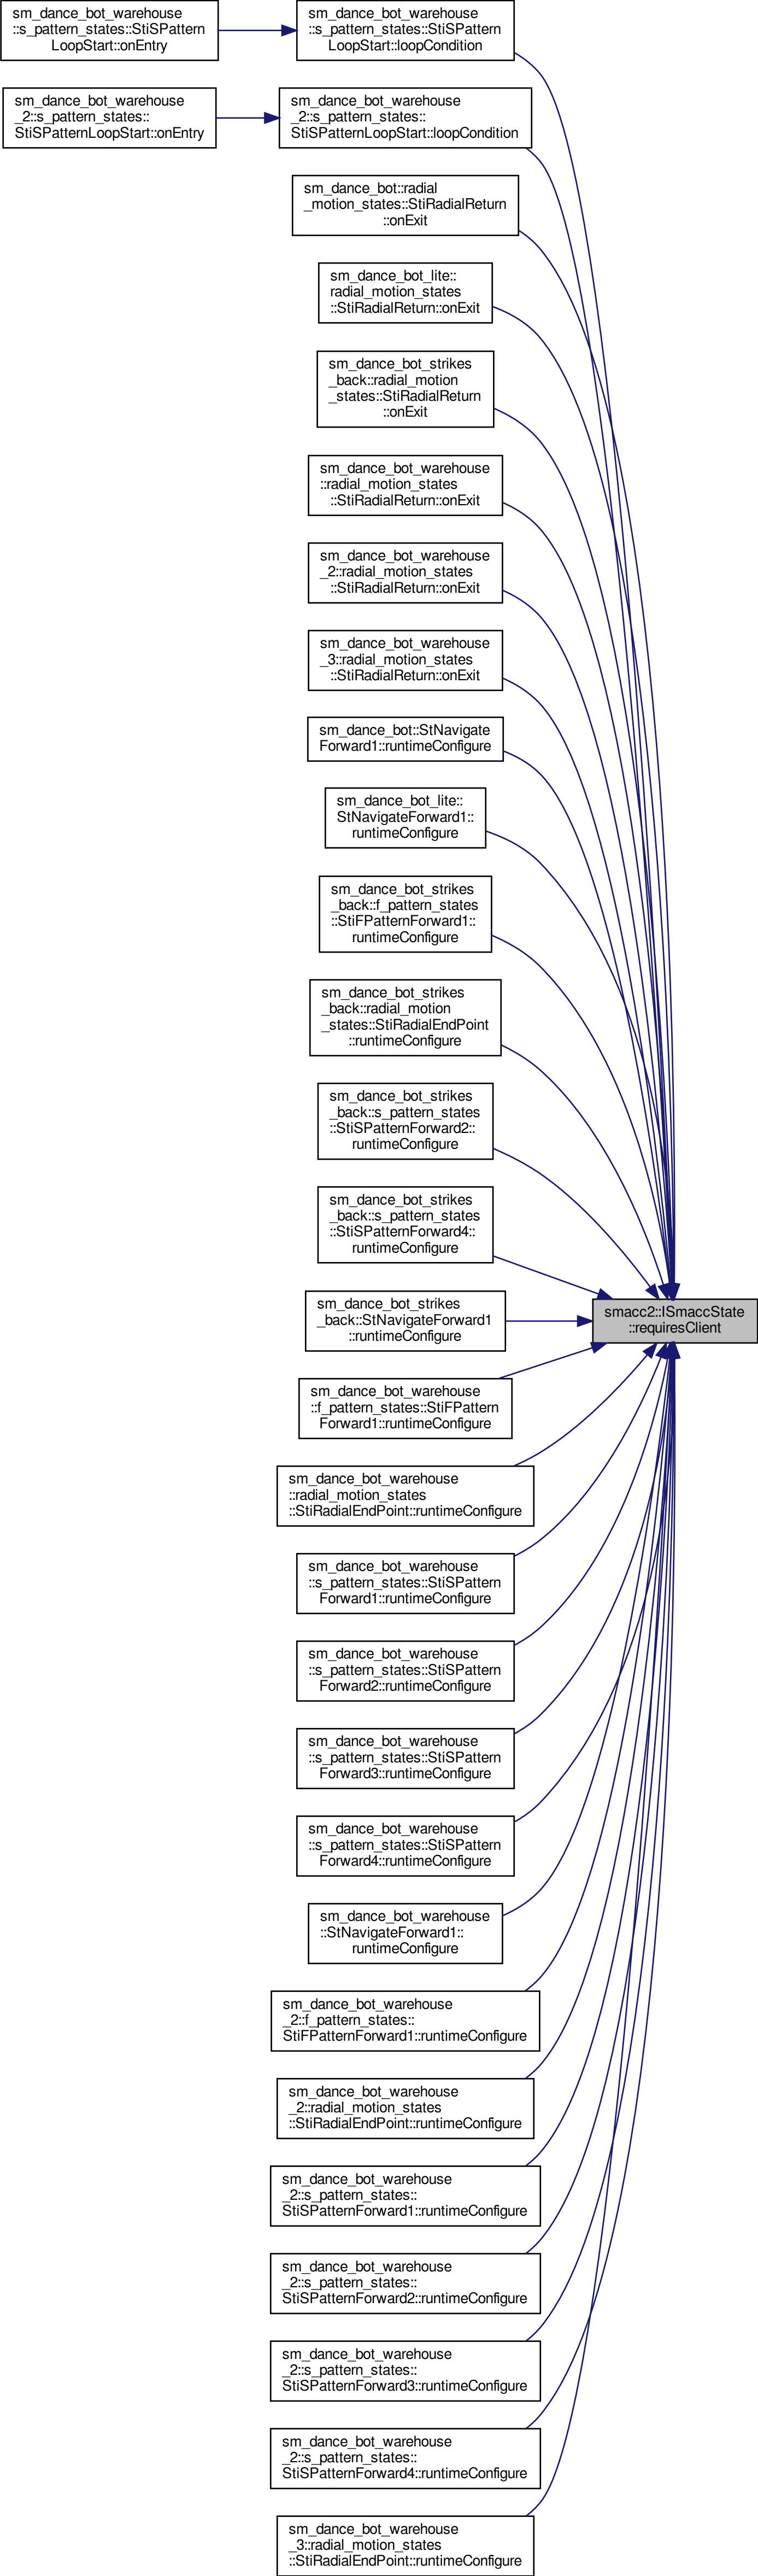 sm_dance_bot_warehouse
::s_pattern_states::StiSPattern
LoopStart::onEntry
sm_dance_bot_warehouse
::s_pattern_states::StiSPattern
LoopStart::loopCondition
sm_dance_bot_warehouse
_2::s_pattern_states::
StiSPatternLoopStart::onEntry
sm_dance_bot_warehouse
_2::s_pattern_states::
StiSPatternLoopStart::loopCondition
sm_dance_bot::radial
_motion_states::StiRadialReturn
::onExit
sm_dance_bot_lite::
radial_motion_states
::StiRadialReturn::onExit
sm_dance_bot_strikes
_back::radial_motion
_states::StiRadialReturn
::onExit
sm_dance_bot_warehouse
::radial_motion_states
::StiRadialReturn::onExit
sm_dance_bot_warehouse
_2::radial_motion_states
::StiRadialReturn::onExit
sm_dance_bot_warehouse
_3::radial_motion_states
::StiRadialReturn::onExit
sm_dance_bot::StNavigate
Forward1::runtimeConfigure
sm_dance_bot_lite::
StNavigateForward1::
runtimeConfigure
sm_dance_bot_strikes
_back::f_pattern_states
::StiFPatternForward1::
runtimeConfigure
sm_dance_bot_strikes
_back::radial_motion
_states::StiRadialEndPoint
::runtimeConfigure
sm_dance_bot_strikes
_back::s_pattern_states
::StiSPatternForward2::
runtimeConfigure
sm_dance_bot_strikes
_back::s_pattern_states
::StiSPatternForward4::
runtimeConfigure
sm_dance_bot_strikes
_back::StNavigateForward1
::runtimeConfigure
smacc2::ISmaccState
::requiresClient
sm_dance_bot_warehouse
::f_pattern_states::StiFPattern
Forward1::runtimeConfigure
sm_dance_bot_warehouse
::radial_motion_states
::StiRadialEndPoint::runtimeConfigure
sm_dance_bot_warehouse
::s_pattern_states::StiSPattern
Forward1::runtimeConfigure
sm_dance_bot_warehouse
::s_pattern_states::StiSPattern
Forward2::runtimeConfigure
sm_dance_bot_warehouse
::s_pattern_states::StiSPattern
Forward3::runtimeConfigure
sm_dance_bot_warehouse
::s_pattern_states::StiSPattern
Forward4::runtimeConfigure
sm_dance_bot_warehouse
::StNavigateForward1::
runtimeConfigure
sm_dance_bot_warehouse
_2::f_pattern_states::
StiFPatternForward1::runtimeConfigure
sm_dance_bot_warehouse
_2::radial_motion_states
::StiRadialEndPoint::runtimeConfigure
sm_dance_bot_warehouse
_2::s_pattern_states::
StiSPatternForward1::runtimeConfigure
sm_dance_bot_warehouse
_2::s_pattern_states::
StiSPatternForward2::runtimeConfigure
sm_dance_bot_warehouse
_2::s_pattern_states::
StiSPatternForward3::runtimeConfigure
sm_dance_bot_warehouse
_2::s_pattern_states::
StiSPatternForward4::runtimeConfigure
sm_dance_bot_warehouse
_3::radial_motion_states
::StiRadialEndPoint::runtimeConfigure